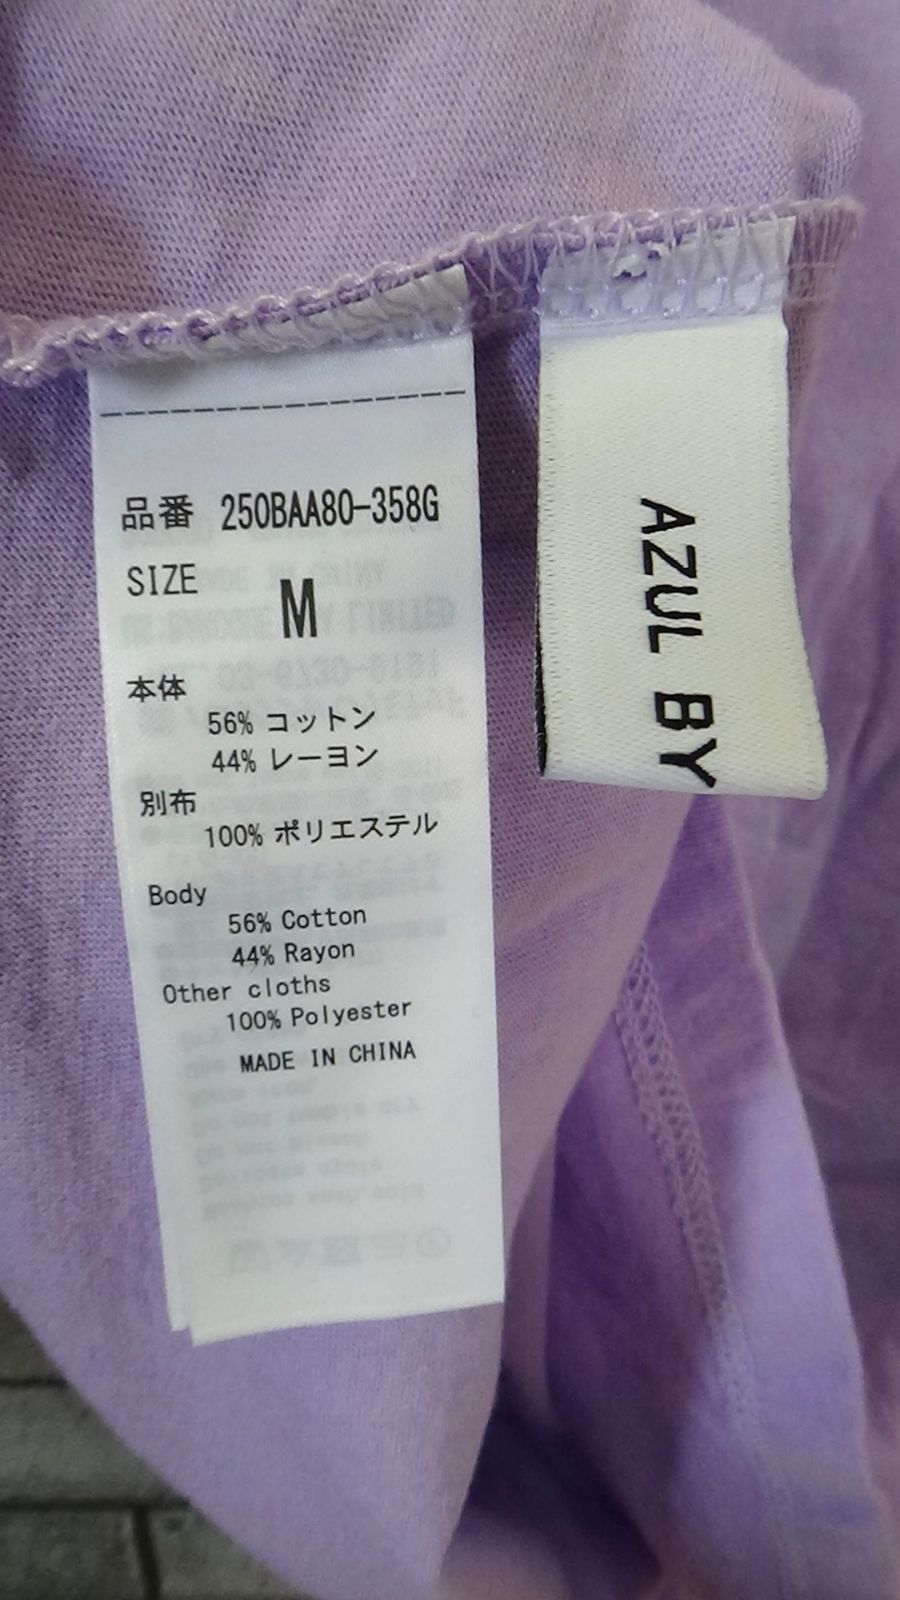 品番 250BAA80-358G
SIZE
M
本体
56% コットン
44% レーヨン
別布
100% ポリエステル
Body
56% Cotton
44% Rayon
Other cloths
100% Polyester
MADE IN CHINA
AZUL BY